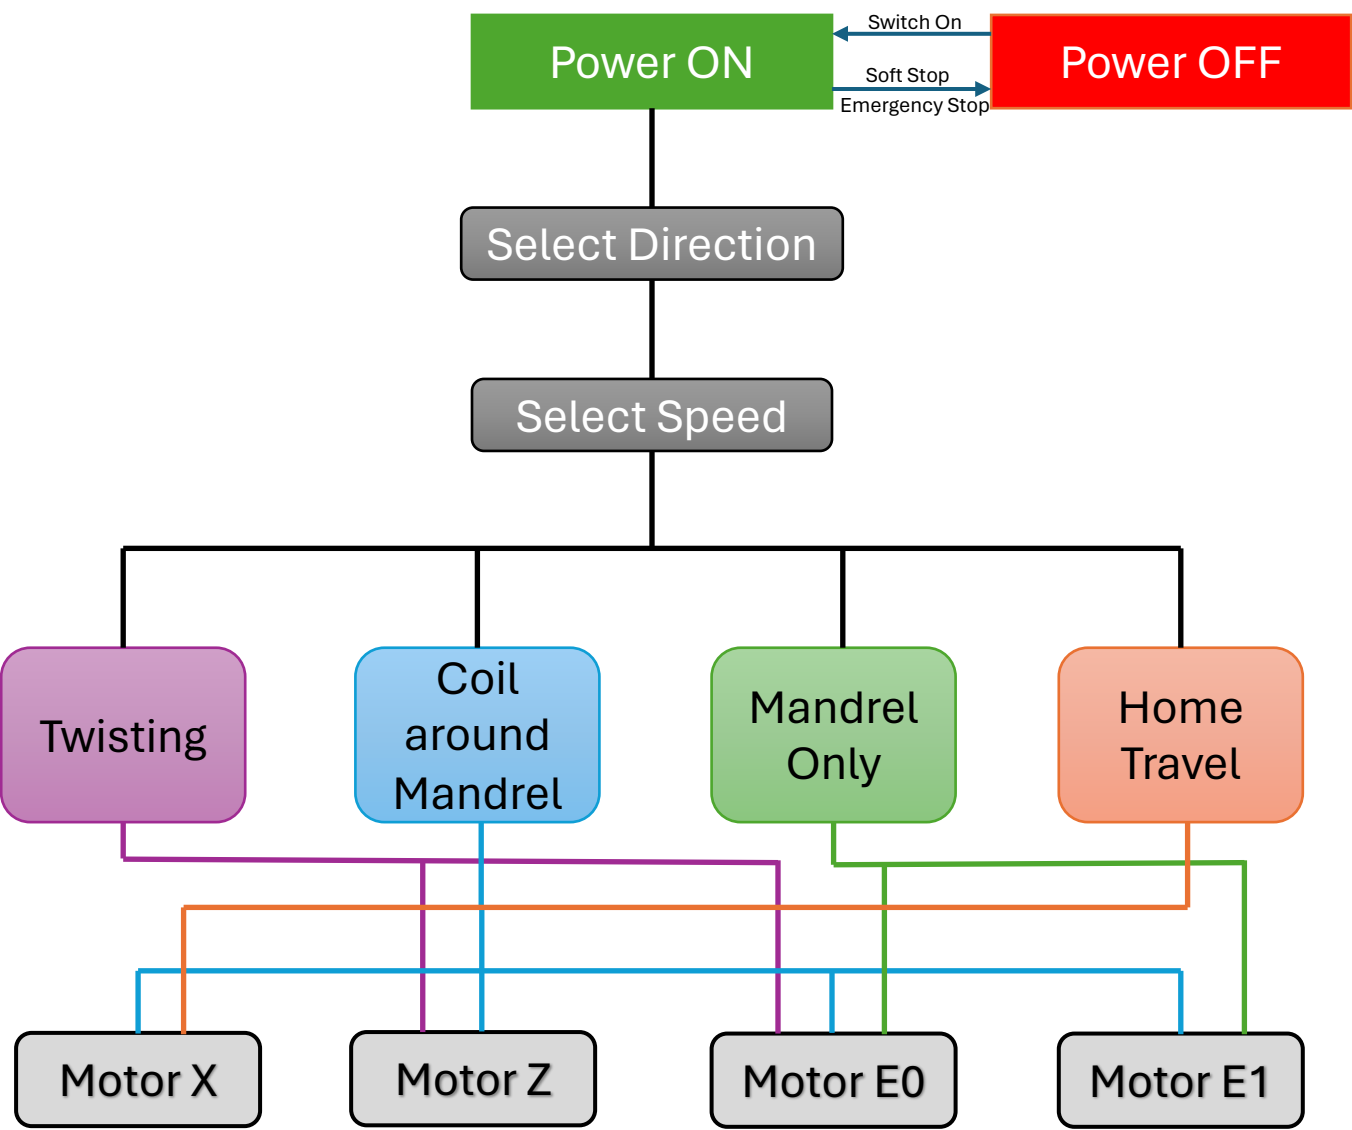 Power ON
Switch On
Soft Stop
Emergency Stop
Power OFF
Select Direction
Select Speed
Twisting
Coil
around
Mandrel
Mandrel
Only
Home
Travel
Motor X
Motor Z
Motor E0
Motor E1